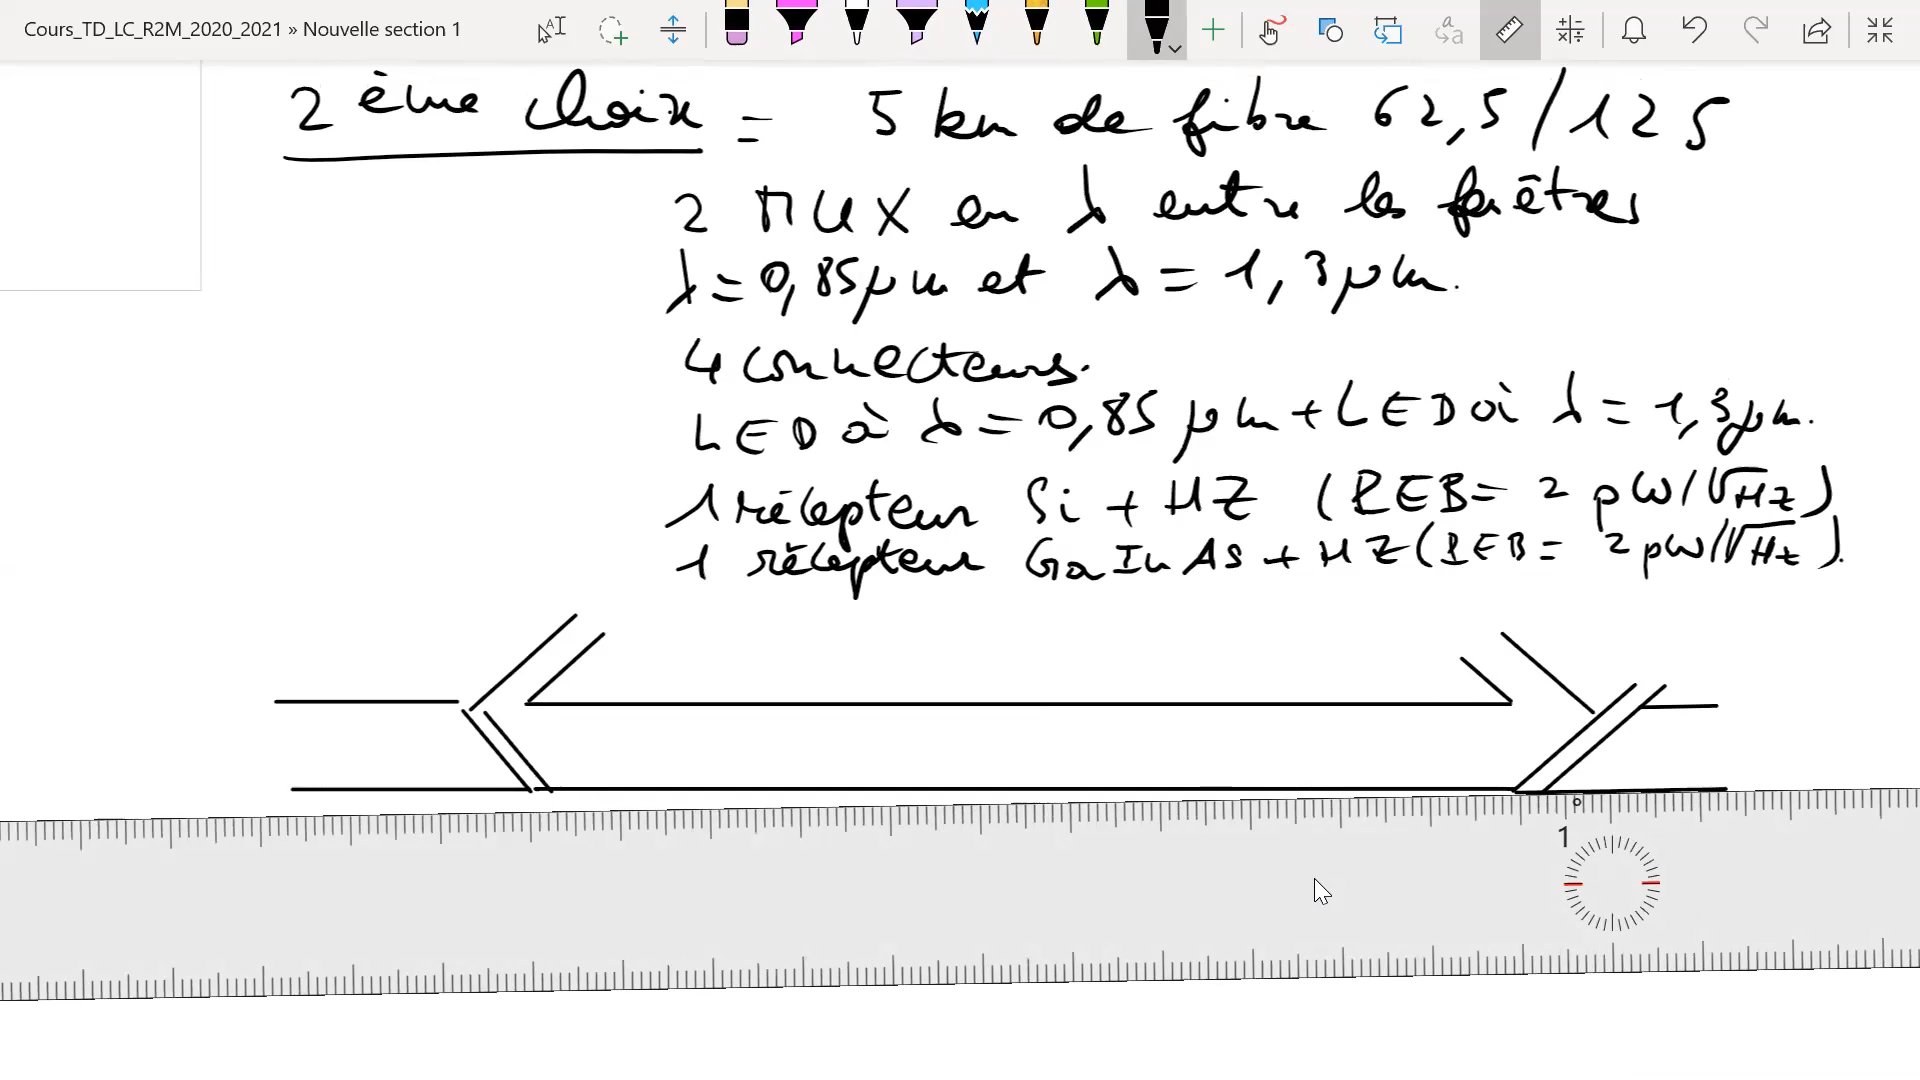 Cours_TD_LC_R2M_2020_2021 » Nouvelle section 1
2 ème choix = 5 km de fibre 62,5/125
2 MUX en λ entre les fenêtres
λ = 0,85 μm et λ = 1,3 μm.
4 connecteurs.
LED à λ = 0,85 μm + LED à λ = 1,3 μm.
1 récepteur Si + HZ (PEB = 2 pW/√Hz)
1 récepteur GaInAs + HZ (PEB = 2 pW/√Hz).
1°